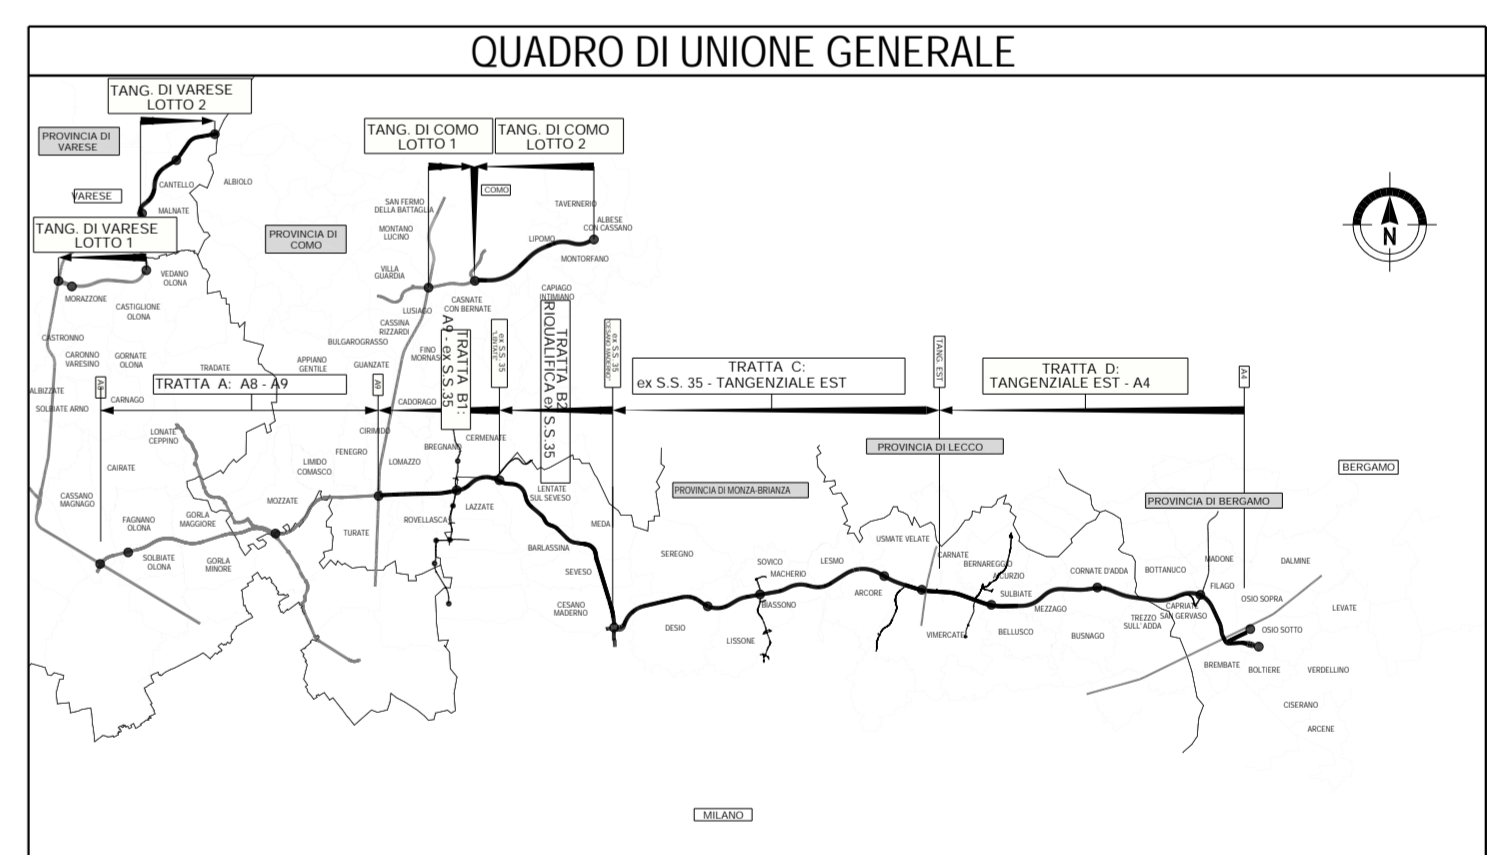 QUADRO DI UNIONE GENERALE
TANG. DI VARESE
LOTTO 2
PROVINCIA DI
VARESE
TANG. DI COMO
LOTTO 1
TANG. DI COMO
LOTTO 2
VARESE
CANTELLO
ALBIOLO
MALNATE
COMO
SAN FERMO
DELLA BATTAGLIA
TAVERNERIO
ALBESE
CON CASSANO
TANG. DI VARESE
LOTTO 1
PROVINCIA DI
COMO
MONTANO
LUCINO
LIPOMO
MONTORFANO
N
VEDANO
OLONA
VILLA
GUARDIA
MORAZZONE
CASTIGLIONE
OLONA
LUSIAGO
CASNATE
CON BERNATE
CAPIAGO
INTIMIANO
CASSINA
RIZZARDI
CASTRONNO
BULGAROGRASSO
CARONNO
VARESINO
GORNATE
OLONA
TRADATE
APPIANO
GENTILE
GUANZATE
FINO
MORNAS
TRATTA B1:
A9 - ex S.S.35
ex S.S. 35
"LENTATE"
TRATTA B2
RIQUALIFICA ex S.S.35
ex S.S. 35
"CESANO MADERNO"
TANG. EST
A4
A8
TRATTA A: A8 - A9
A9
TRATTA C:
ex S.S. 35 - TANGENZIALE EST
TRATTA D:
TANGENZIALE EST - A4
ALBIZZATE
SOLBIATE ARNO
CARNAGO
CADORAGO
LONATE
CEPPINO
CIRIMIDO
CERMENATE
FENEGRO
BREGNANO
PROVINCIA DI LECCO
CAIRATE
LIMIDO
COMASCO
LOMAZZO
BERGAMO
CASSANO
MAGNAGO
MOZZATE
LENTATE
SUL SEVESO
PROVINCIA DI MONZA-BRIANZA
PROVINCIA DI BERGAMO
FAGNANO
OLONA
GORLA
MAGGIORE
ROVELLASCA
LAZZATE
TURATE
MEDA
SOLBIATE
OLONA
GORLA
MINORE
BARLASSINA
SEREGNO
USMATE VELATE
CARNATE
SEVESO
SOVICO
MACHERIO
LESMO
BERNAREGGIO
AICURZIO
CORNATE D'ADDA
BOTTANUCO
MADONE
DALMINE
CESANO
MADERNO
ARCORE
SULBIATE
FILAGO
BIASSONO
MEZZAGO
CAPRIATE
SAN GERVASO
OSIO SOPRA
LEVATE
DESIO
LISSONE
VIMERCATE
BELLUSCO
BUSNAGO
TREZZO
SULL'ADDA
OSIO SOTTO
BREMBATE
BOLTIERE
VERDELLINO
CISERANO
ARCENE
MILANO